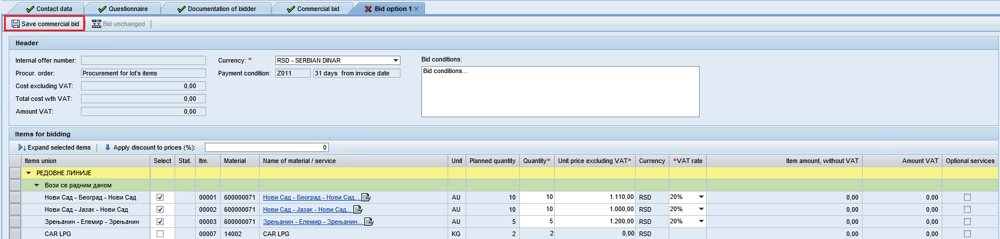 Contact data Questionnaire Documentation of bidder Commercial bid Bid option 1
Save commercial bid Bid unchanged
Header
Internal offer number: Currency: * RSD - SERBIAN DINAR Bid conditions:
Procur. order: Procurement for lot's items Payment condition: Z011 31 days from invoice date Bid conditions...
Cost excluding VAT: 0,00
Total cost wth VAT: 0,00
Amount VAT: 0,00
Items for bidding
Expand selected items Apply discount to prices (%): 0
Items union Select Stat. Itm. Material Name of material / service Unit Planned quantity Quantity* Unit price excluding VAT* Currency *VAT rate Item amount, without VAT Amount VAT Optional services
РЕДОВНЕ ЛИНИЈЕ
Вози се радним даном
Нови Сад - Београд - Нови Сад 00001 600000071 Нови Сад - Београд - Нови Сад... AU 10 10 1.110,00 RSD 20% 0,00 0,00
Нови Сад - Јазак - Нови Сад 00002 600000071 Нови Сад - Јазак - Нови Сад... AU 10 10 1.000,00 RSD 20% 0,00 0,00
Зрењанин - Елемир - Зрењанин 00003 600000071 Зрењанин - Елемир - Зрењанин... AU 5 5 1.200,00 RSD 20% 0,00 0,00
CAR LPG 00007 14002 CAR LPG KG 2 2 0,00 RSD 0,00 0,00